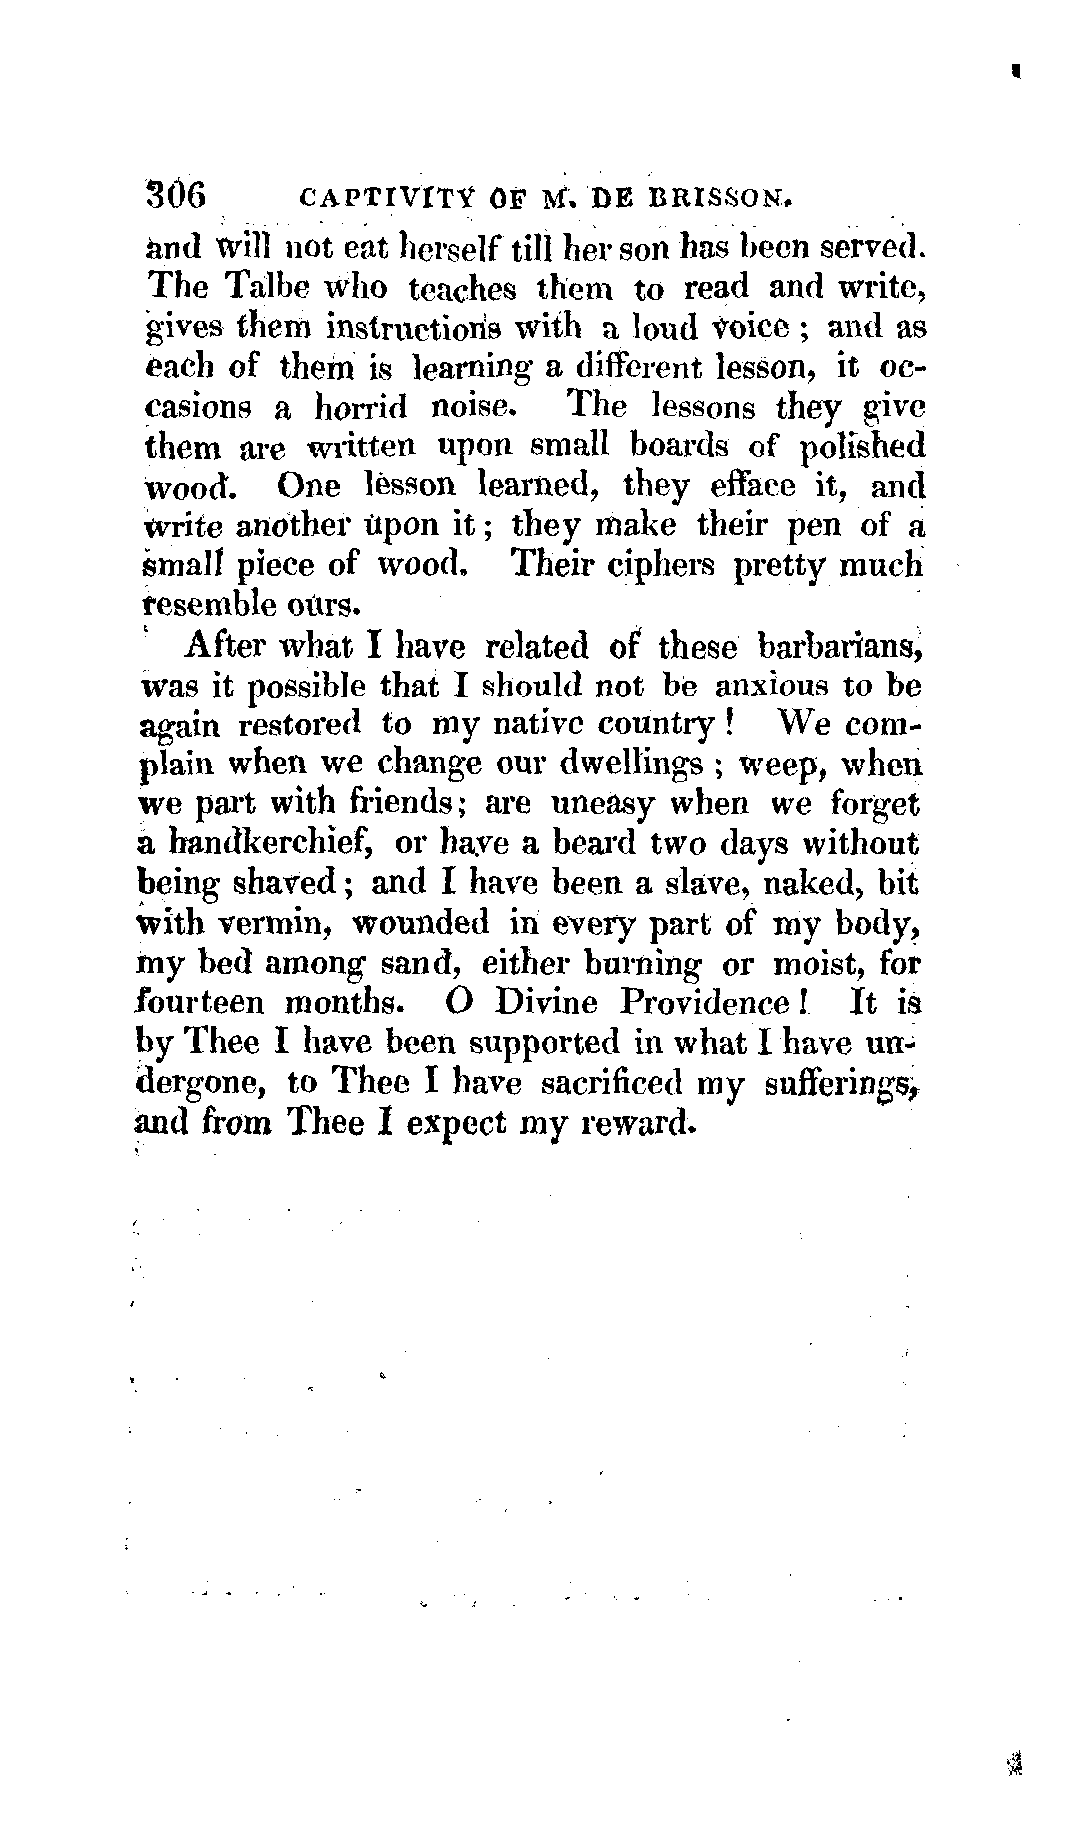 306 CAPTIVITY OF M. DE BRISSON.
and will not eat herself till her son has been served.
The Talbe who teaches them to read and write,
gives them instructions with a loud voice ; and as
each of them is learning a different lesson, it oc-
casions a horrid noise. The lessons they give
them are written upon small boards of polished
wood. One lesson learned, they efface it, and
write another upon it ; they make their pen of a
small piece of wood. Their ciphers pretty much
resemble ours.
After what I have related of these barbarians,
was it possible that I should not be anxious to be
again restored to my native country ! We com-
plain when we change our dwellings ; weep, when
we part with friends; are uneasy when we forget
a handkerchief, or have a beard two days without
being shaved ; and I have been a slave, naked, bit
with vermin, wounded in every part of my body,
my bed among sand, either burning or moist, for
fourteen months. O Divine Providence ! It is
by Thee I have been supported in what I have un-
dergone, to Thee I have sacrificed my sufferings,
and from Thee I expect my reward.